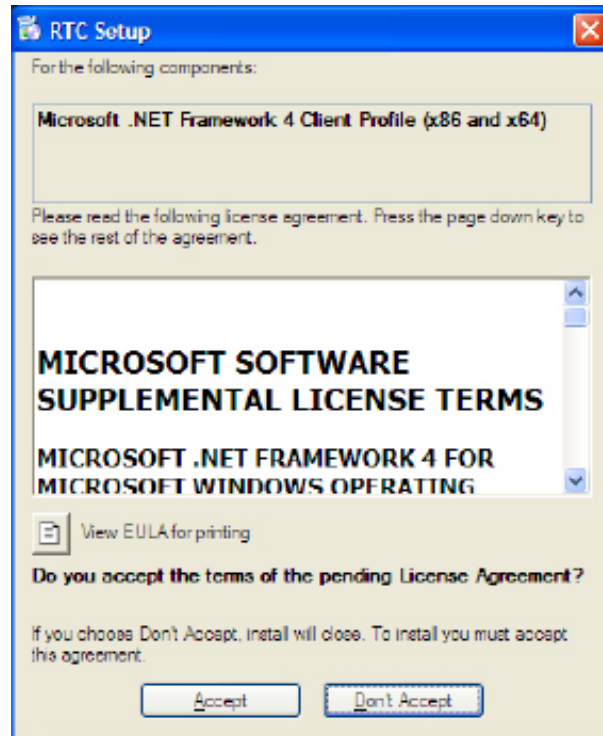 RTC Setup
For the following components:
Microsoft .NET Framework 4 Client Profile (x86 and x64)
Please read the following license agreement. Press the page down key to
see the rest of the agreement.
MICROSOFT SOFTWARE
SUPPLEMENTAL LICENSE TERMS
MICROSOFT .NET FRAMEWORK 4 FOR
MICROSOFT WINDOWS OPERATING
View EULA for printing
Do you accept the terms of the pending License Agreement?
If you choose Don't Accept, install will close. To install you must accept
this agreement.
Accept
Don't Accept